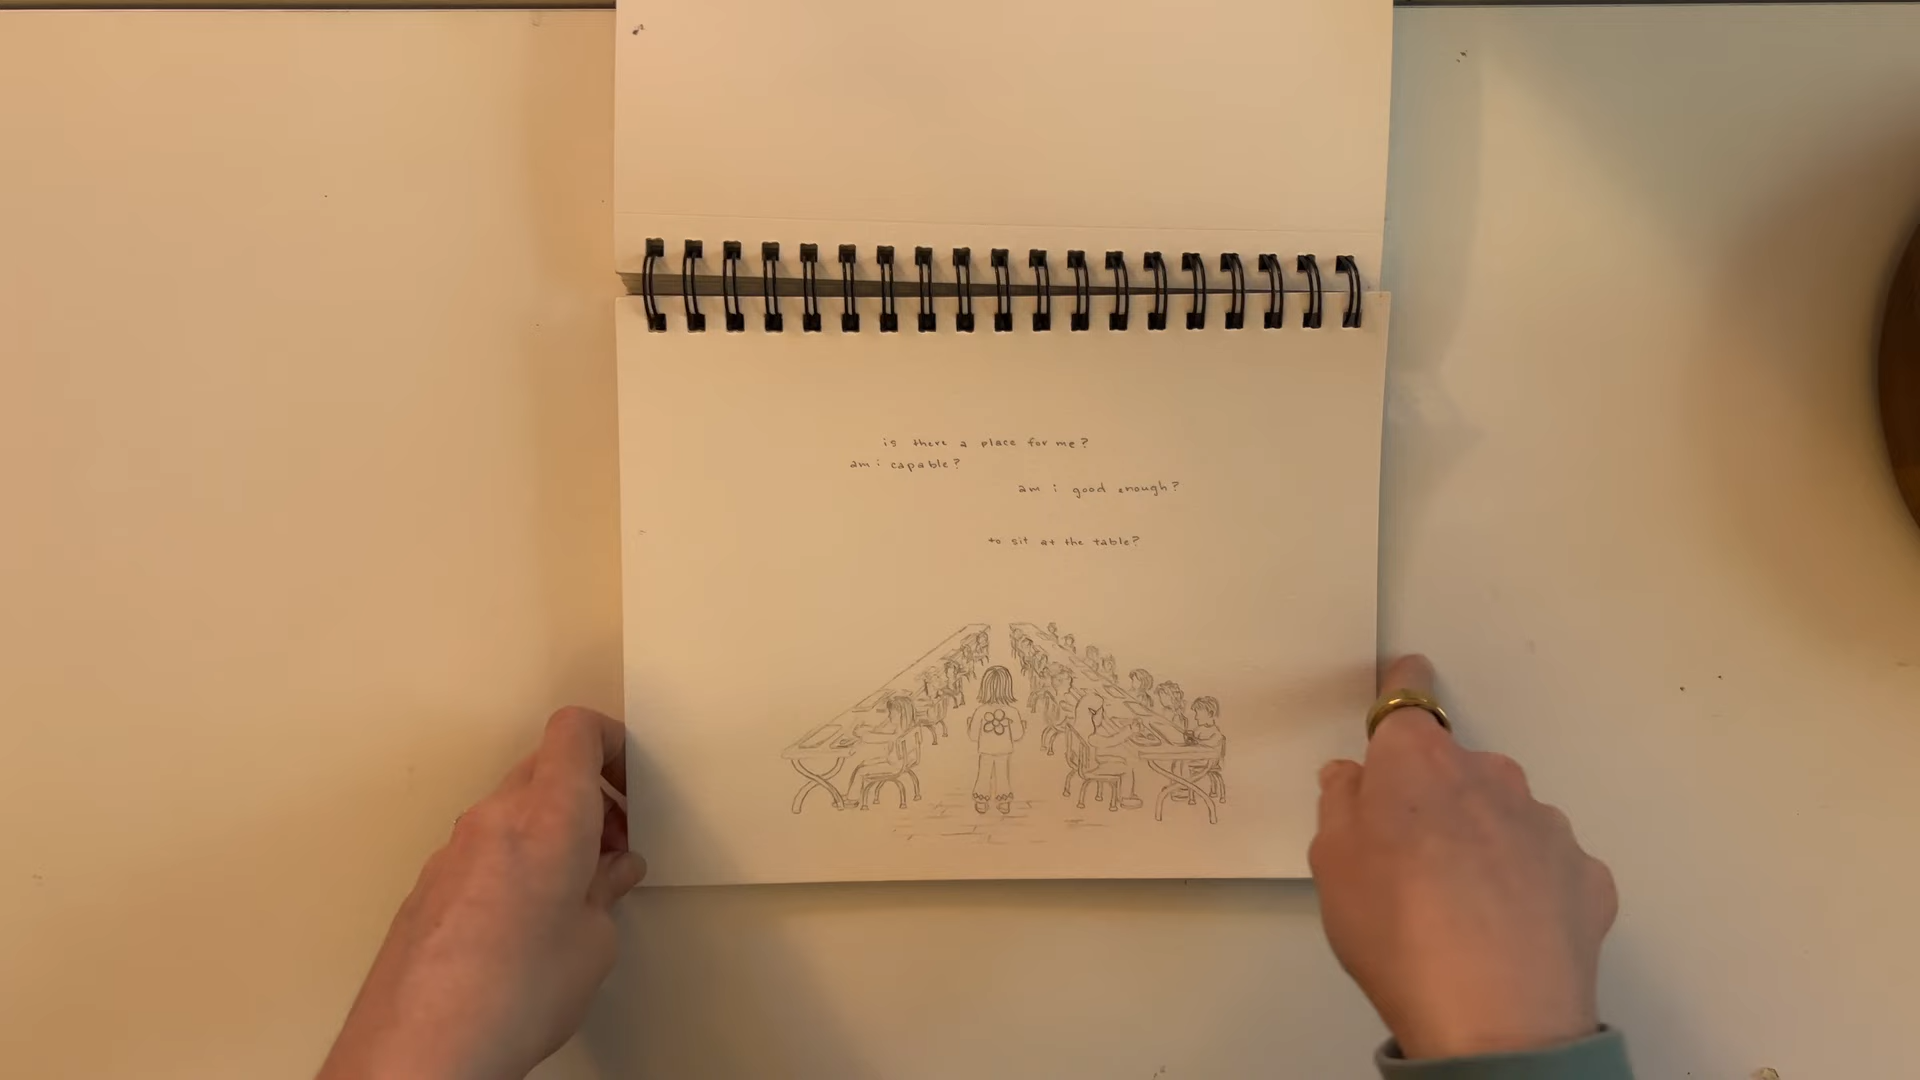 is there a place for me?
am i capable?
am i good enough?
to sit at the table?